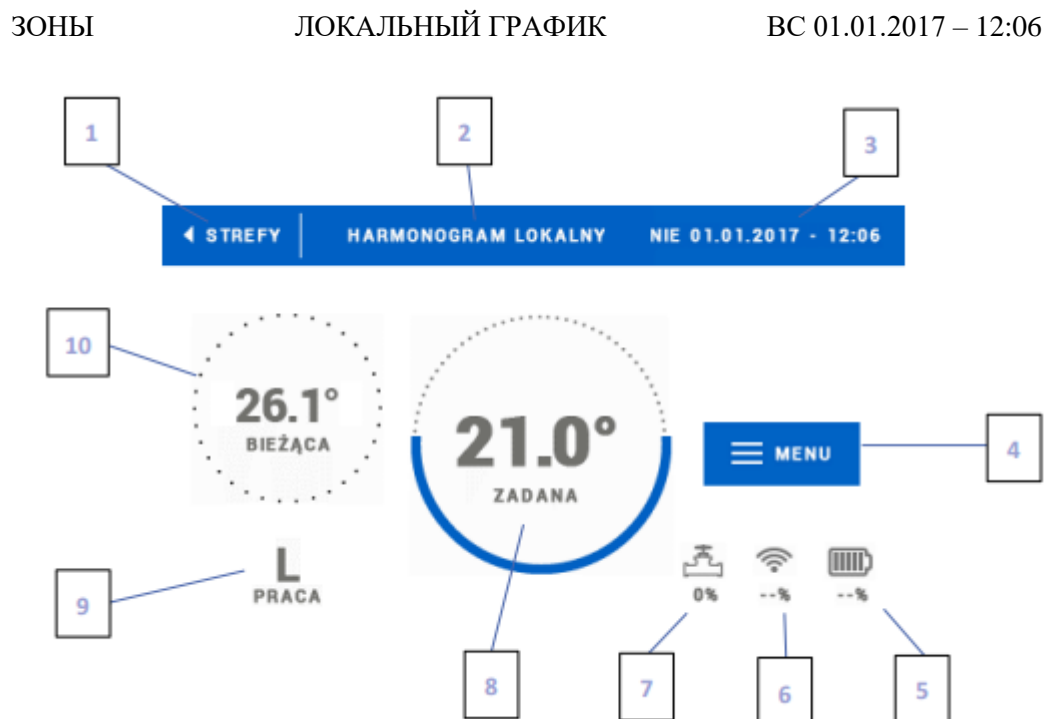 ЗОНЫ ЛОКАЛЬНЫЙ ГРАФИК ВС 01.01.2017 – 12:06
1 2 3
STREFY HARMONOGRAM LOKALNY NIE 01.01.2017 - 12:06
10
26.1°
BIEŻĄCA
21.0°
ZADANA
MENU
4
L
PRACA
9
0% --% --%
8 7 6 5